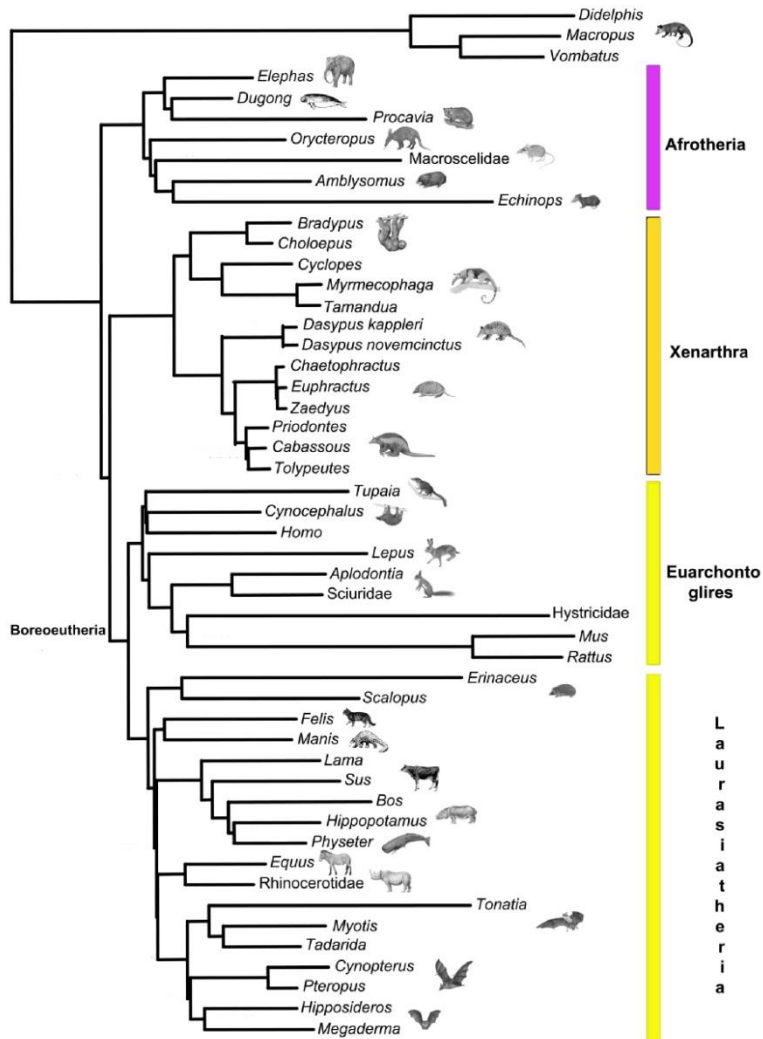 Didelphis
Macropus
Vombatus
Elephas
Dugong
Procavia
Orycteropus
Macroscelidae
Amblysomus
Echinops
Afrotheria
Bradypus
Choloepus
Cyclopes
Myrmecophaga
Tamandua
Dasypus kappleri
Dasypus novemcinctus
Chaetophractus
Euphractus
Zaedyus
Priodontes
Cabassous
Tolypeutes
Xenarthra
Tupaia
Cynocephalus
Homo
Lepus
Aplodontia
Sciuridae
Hystricidae
Mus
Rattus
Euarchonto
glires
Boreoeutheria
Erinaceus
Scalopus
Felis
Manis
Lama
Sus
Bos
Hippopotamus
Physeter
Equus
Rhinocerotidae
Tonatia
Myotis
Tadarida
Cynopterus
Pteropus
Hipposideros
Megaderma
L
a
u
r
a
s
i
a
t
h
e
r
i
a